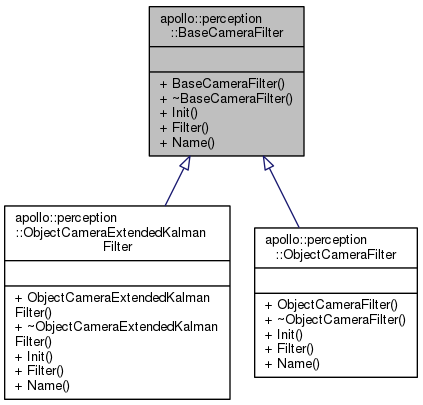 apollo::perception
::BaseCameraFilter
+ BaseCameraFilter()
+ ~BaseCameraFilter()
+ Init()
+ Filter()
+ Name()
apollo::perception
::ObjectCameraExtendedKalman
Filter
+ ObjectCameraExtendedKalman
Filter()
+ ~ObjectCameraExtendedKalman
Filter()
+ Init()
+ Filter()
+ Name()
apollo::perception
::ObjectCameraFilter
+ ObjectCameraFilter()
+ ~ObjectCameraFilter()
+ Init()
+ Filter()
+ Name()